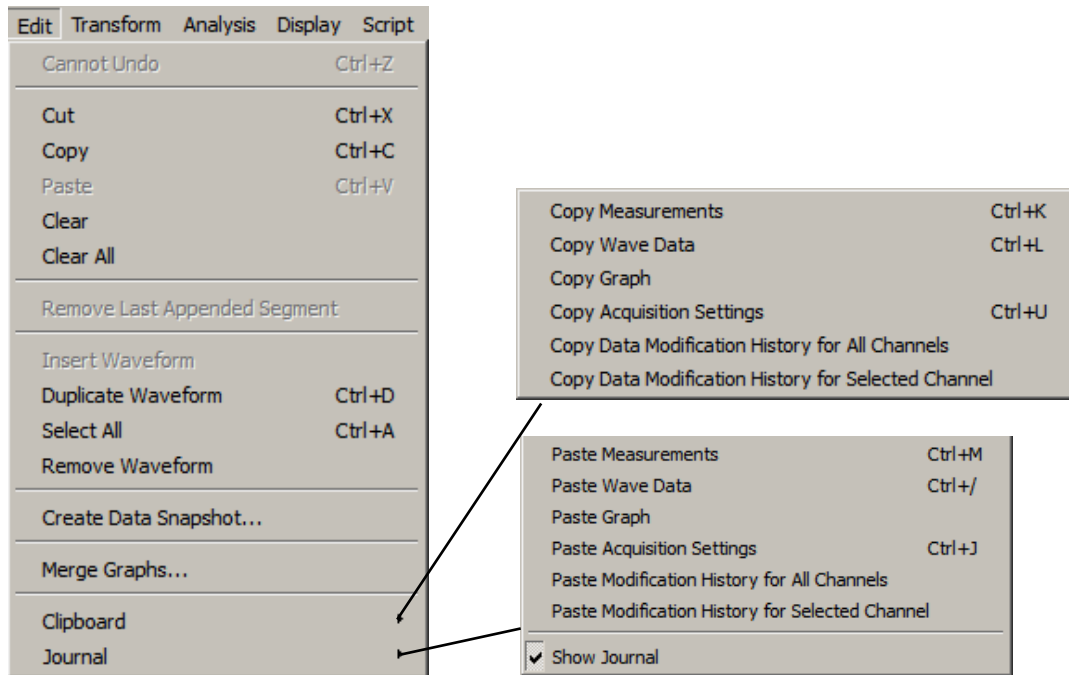 Edit Transform Analysis Display Script
Cannot Undo Ctrl+Z
Cut Ctrl+X
Copy Ctrl+C
Paste Ctrl+V
Clear
Clear All
Remove Last Appended Segment
Insert Waveform
Duplicate Waveform Ctrl+D
Select All Ctrl+A
Remove Waveform
Create Data Snapshot...
Merge Graphs...
Clipboard
Journal
Copy Measurements Ctrl+K
Copy Wave Data Ctrl+L
Copy Graph
Copy Acquisition Settings Ctrl+U
Copy Data Modification History for All Channels
Copy Data Modification History for Selected Channel
Paste Measurements Ctrl+M
Paste Wave Data Ctrl+/
Paste Graph
Paste Acquisition Settings Ctrl+J
Paste Modification History for All Channels
Paste Modification History for Selected Channel
Show Journal